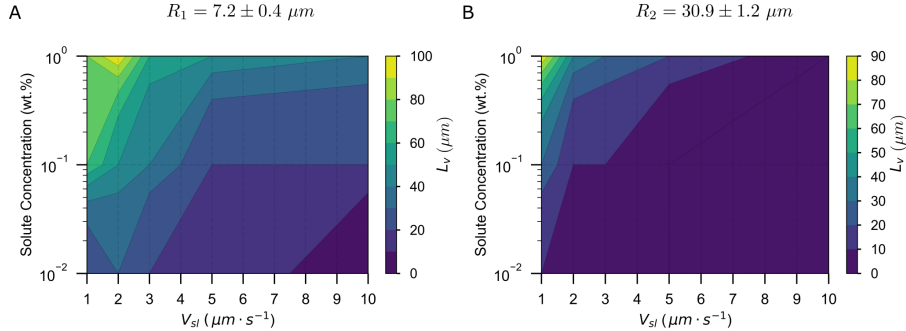 A
R₁ = 7.2 ± 0.4 μm
10⁰
10⁻¹
10⁻²
Solute Concentration (wt.%)
1 2 3 4 5 6 7 8 9 10
V_sl (μm · s⁻¹)
100
80
60
40
20
0
L_v (μm)
B
R₂ = 30.9 ± 1.2 μm
10⁰
10⁻¹
10⁻²
Solute Concentration (wt.%)
1 2 3 4 5 6 7 8 9 10
V_sl (μm · s⁻¹)
90
80
70
60
50
40
30
20
10
0
L_v (μm)